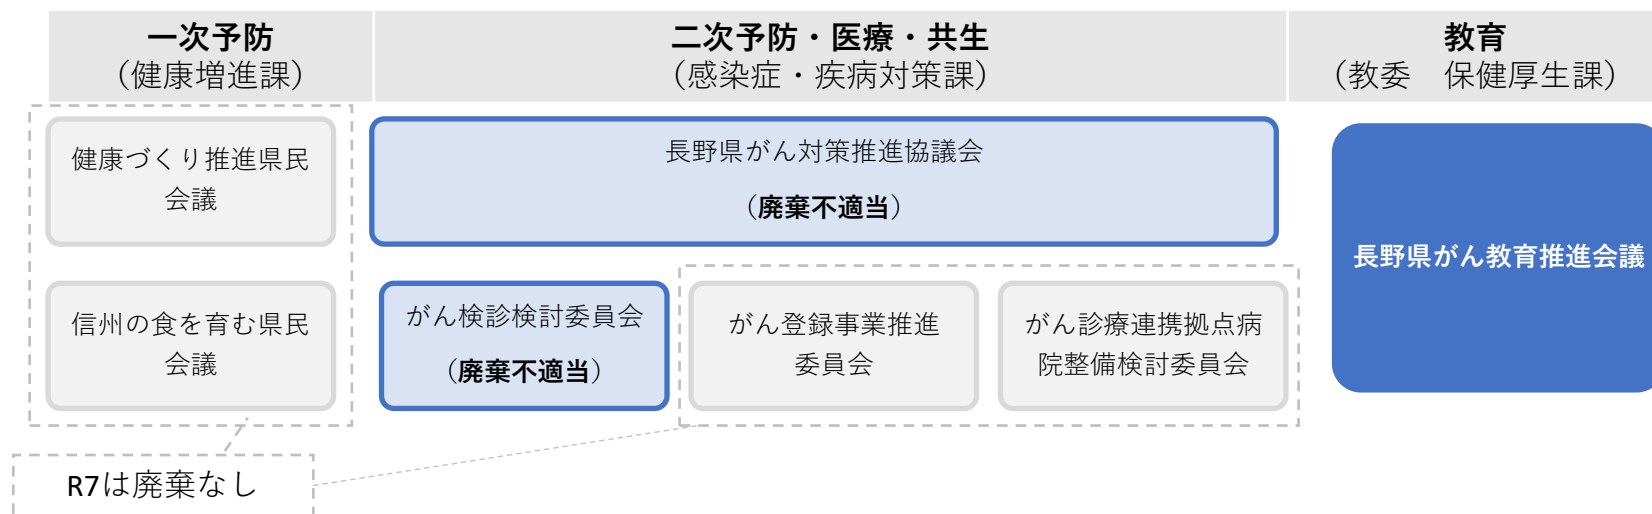 一次予防
（健康増進課）
二次予防・医療・共生
（感染症・疾病対策課）
教育
（教委　保健厚生課）
健康づくり推進県民
会議
長野県がん対策推進協議会
（廃棄不適当）
長野県がん教育推進会議
信州の食を育む県民
会議
がん検診検討委員会
（廃棄不適当）
がん登録事業推進
委員会
がん診療連携拠点病
院整備検討委員会
R7は廃棄なし